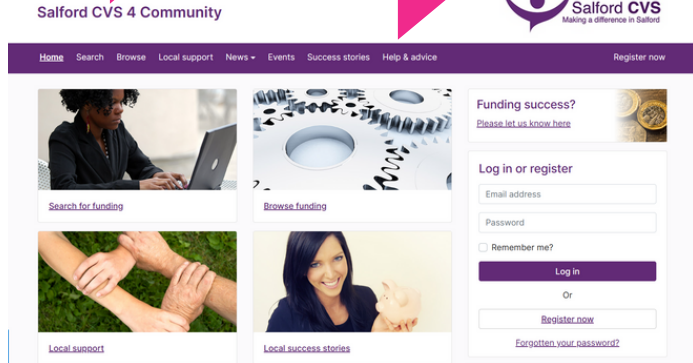 Salford CVS 4 Community
Salford CVS
Making a difference in Salford
Home Search Browse Local support News Events Success stories Help & advice Register now
Search for funding
Browse funding
Funding success?
Please let us know here
Log in or register
Email address
Password
Remember me?
Log in
Or
Register now
Forgotten your password?
Local support
Local success stories